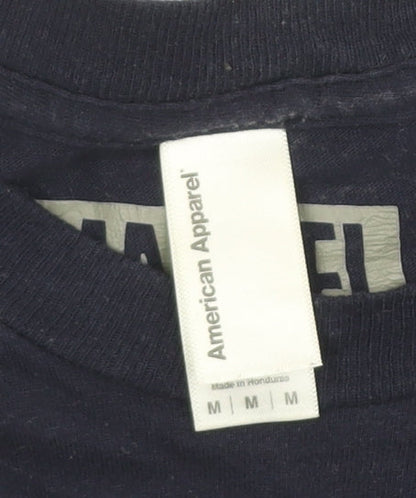 American Apparel
Made in Honduras
M | M | M